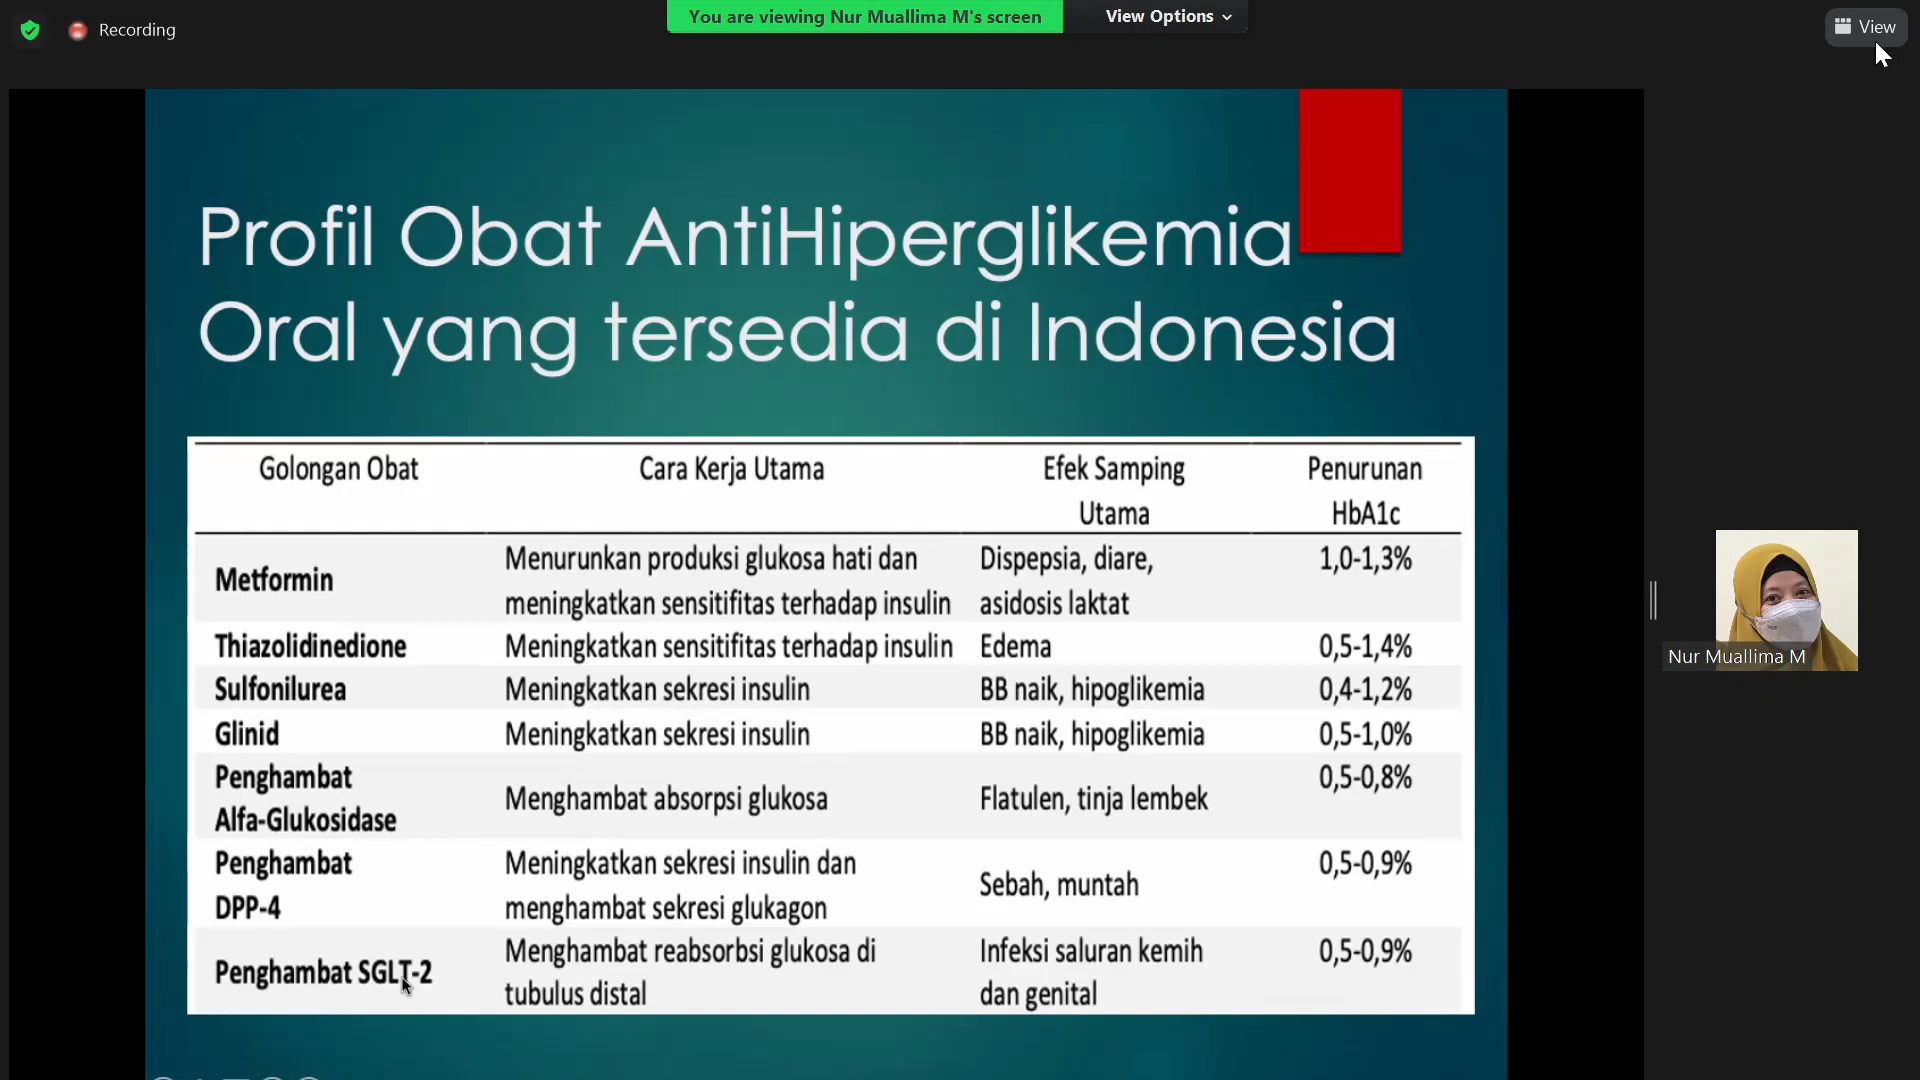 Recording
You are viewing Nur Muallima M's screen
View Options
View
Profil Obat AntiHiperglikemia
Oral yang tersedia di Indonesia
Golongan Obat
Cara Kerja Utama
Efek Samping
Utama
Penurunan
HbA1c
Metformin
Menurunkan produksi glukosa hati dan
meningkatkan sensitifitas terhadap insulin
Dispepsia, diare,
asidosis laktat
1,0-1,3%
Thiazolidinedione
Meningkatkan sensitifitas terhadap insulin
Edema
0,5-1,4%
Sulfonilurea
Meningkatkan sekresi insulin
BB naik, hipoglikemia
0,4-1,2%
Glinid
Meningkatkan sekresi insulin
BB naik, hipoglikemia
0,5-1,0%
Penghambat
Alfa-Glukosidase
Menghambat absorpsi glukosa
Flatulen, tinja lembek
0,5-0,8%
Penghambat
DPP-4
Meningkatkan sekresi insulin dan
menghambat sekresi glukagon
Sebah, muntah
0,5-0,9%
Penghambat SGLT-2
Menghambat reabsorbsi glukosa di
tubulus distal
Infeksi saluran kemih
dan genital
0,5-0,9%
Nur Muallima M